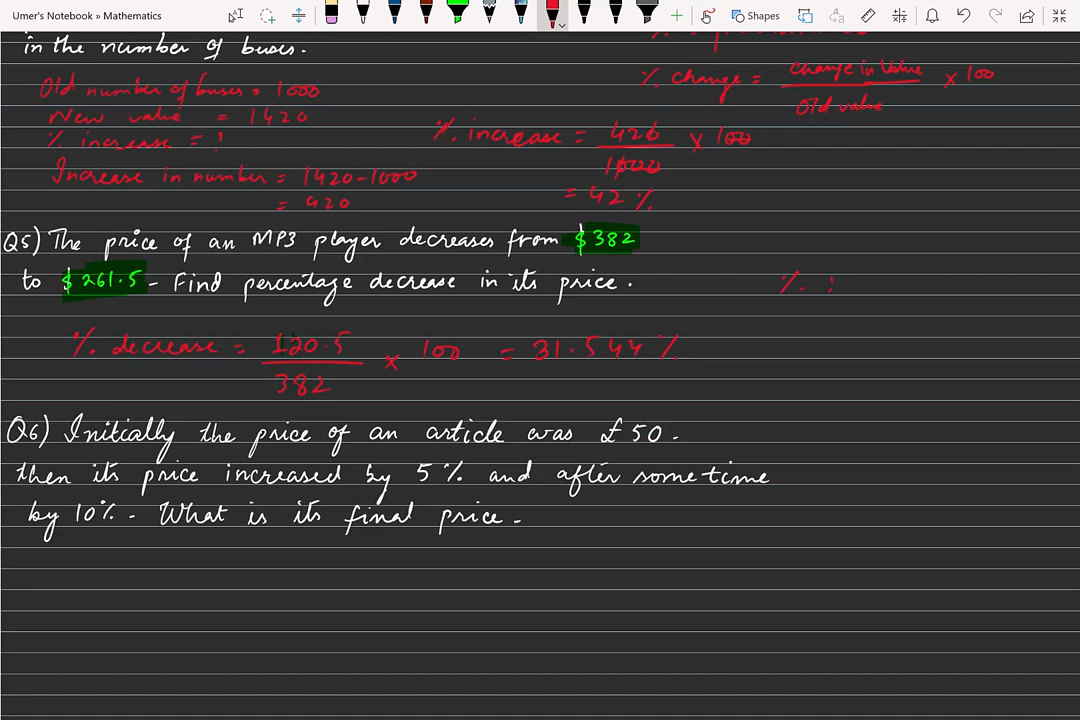 Umer's Notebook » Mathematics
Shapes
in the number of buses.
Old number of buses = 1000
New value = 1420
% increase = ?
Increase in number = 1420-1000
= 420
% change = change in value / old value × 100
% increase = 420 / 1000 × 100
= 42 %
Q5) The price of an MP3 player decreases from $382
to $261.5 - Find percentage decrease in its price.
% :
% decrease = 120.5 / 382 × 100 = 31.544 %
Q6) Initially the price of an article was £50.
then its price increased by 5% and after sometime
by 10%. What is its final price.